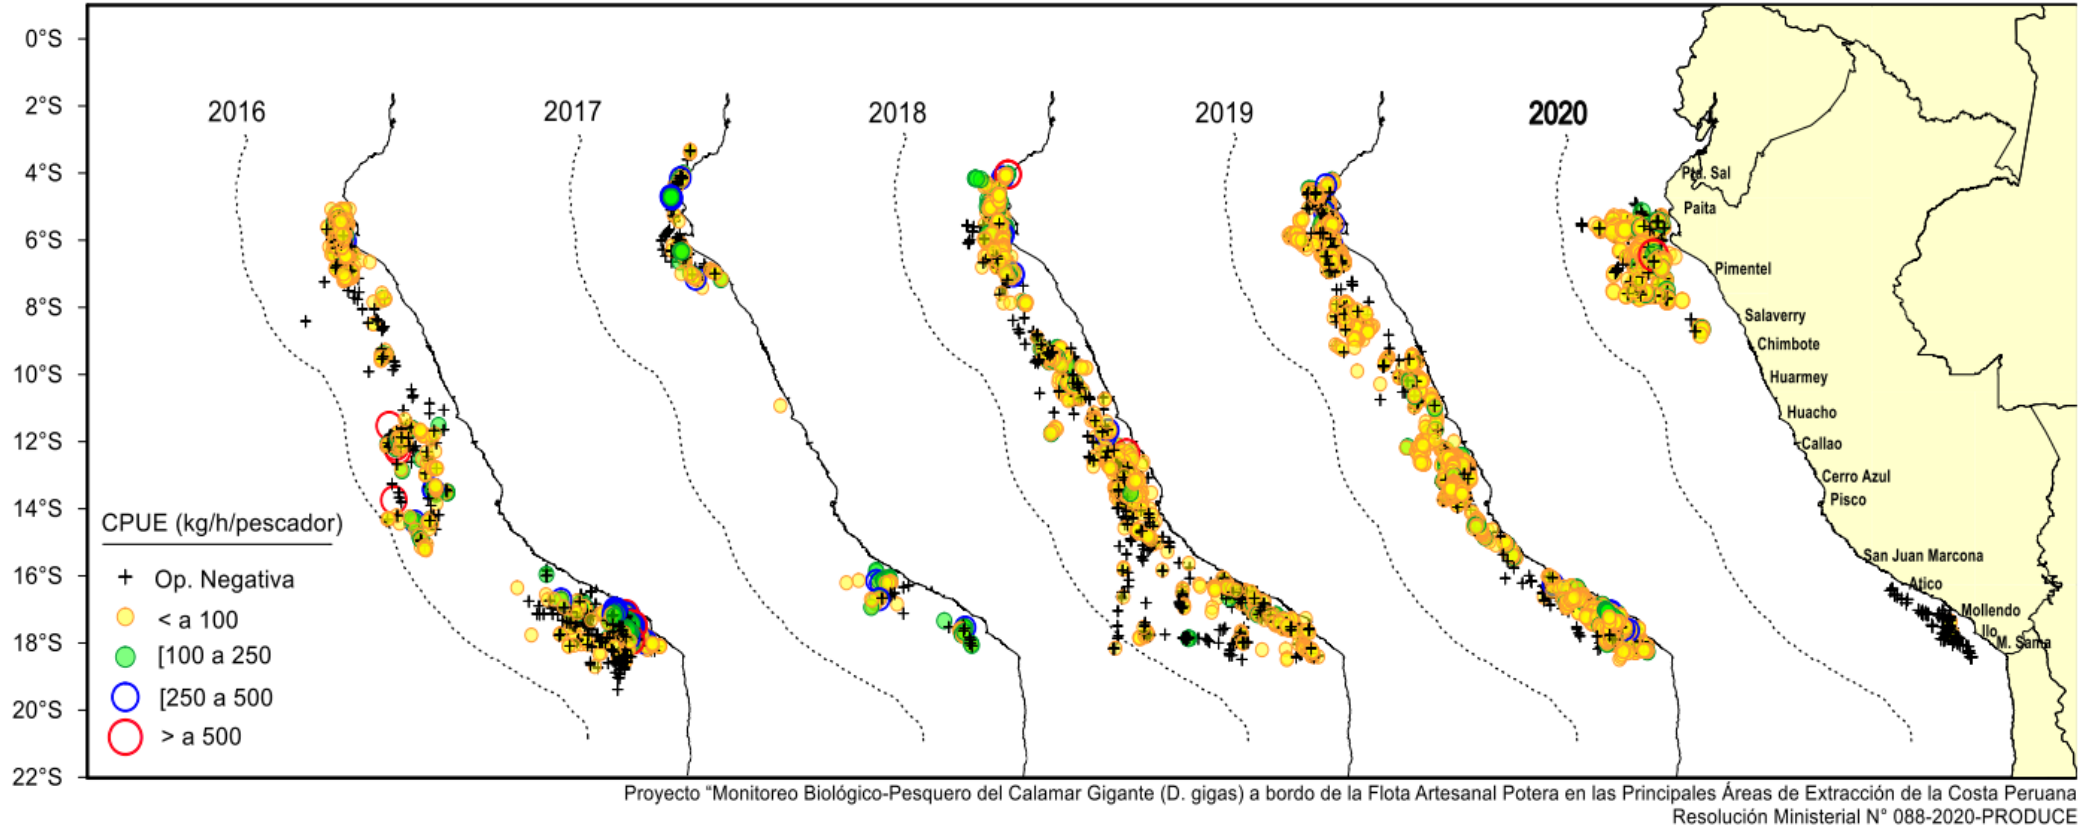 0°S
2°S
4°S
6°S
8°S
10°S
12°S
14°S
16°S
18°S
20°S
22°S
2016
2017
2018
2019
2020
Pta. Sal
Paita
Pimentel
Salaverry
Chimbote
Huarmey
Huacho
Callao
Cerro Azul
Pisco
San Juan Marcona
Atico
Mollendo
Ilo
M. Sama
CPUE (kg/h/pescador)
Op. Negativa
< a 100
[100 a 250
[250 a 500
> a 500
Proyecto “Monitoreo Biológico-Pesquero del Calamar Gigante (D. gigas) a bordo de la Flota Artesanal Potera en las Principales Áreas de Extracción de la Costa Peruana
Resolución Ministerial N° 088-2020-PRODUCE